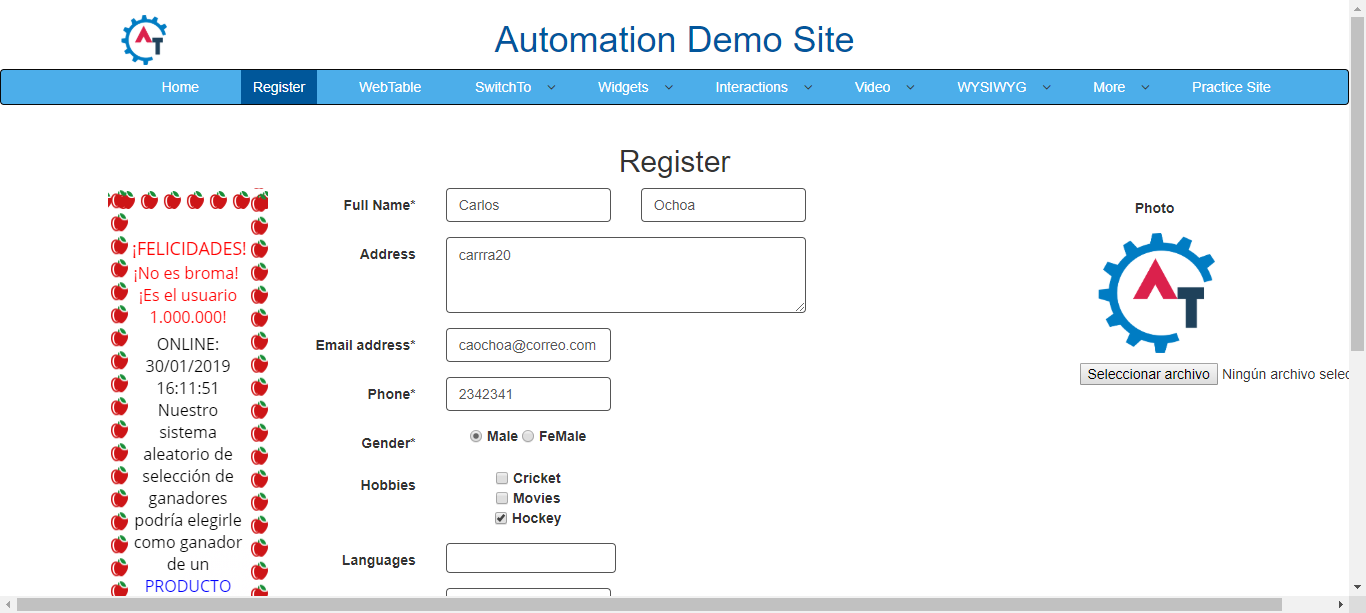 Automation Demo Site
Home Register WebTable SwitchTo Widgets Interactions Video WYSIWYG More Practice Site
Register
¡FELICIDADES!
¡No es broma!
¡Es el usuario
1.000.000!
ONLINE:
30/01/2019
16:11:51
Nuestro
sistema
aleatorio de
selección de
ganadores
podría elegirle
como ganador
de un
PRODUCTO
Full Name* Carlos Ochoa
Address carrra20
Email address* caochoa@correo.com
Phone* 2342341
Gender* Male FeMale
Hobbies Cricket
Movies
Hockey
Languages
Photo
AT
Seleccionar archivo Ningún archivo selec